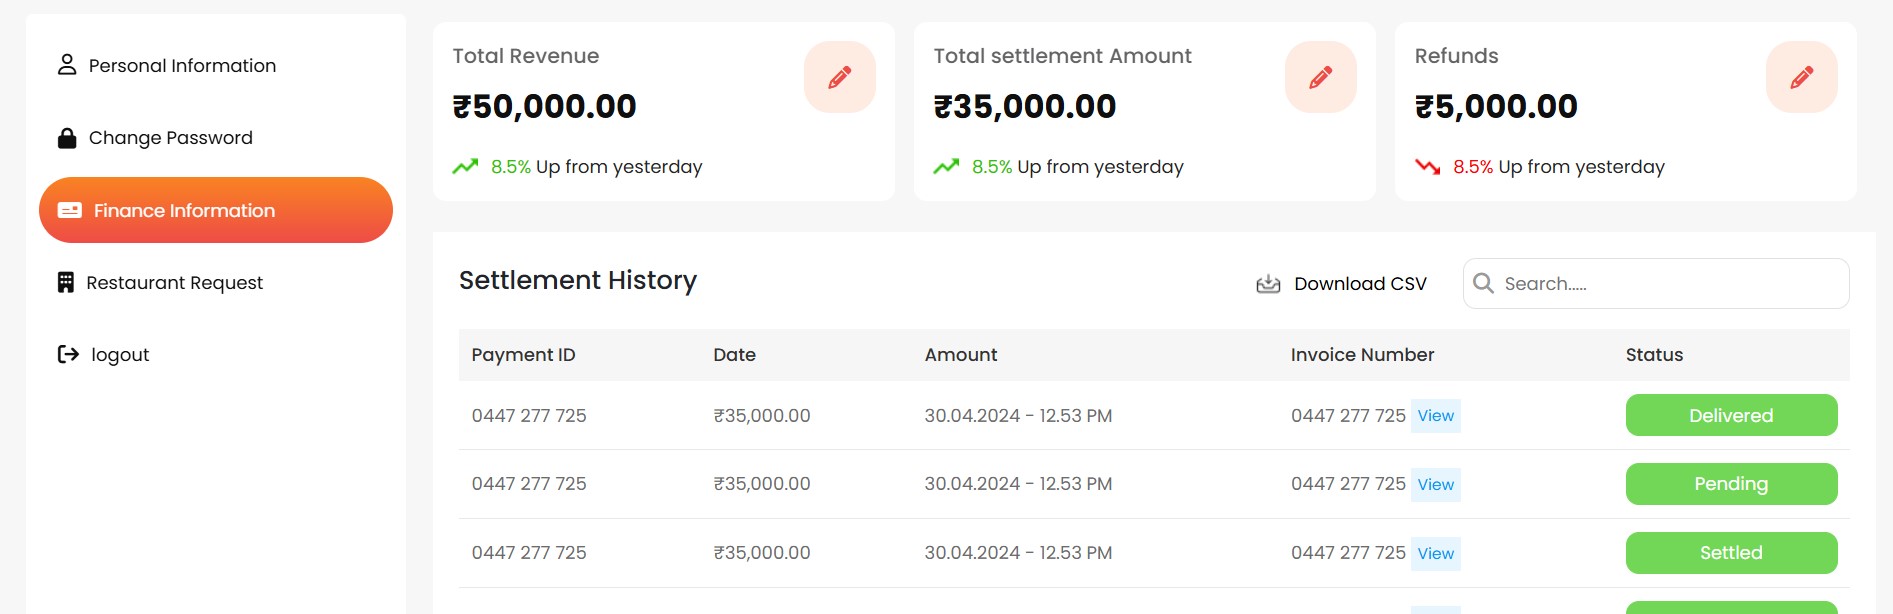 Personal Information
Change Password
Finance Information
Restaurant Request
logout
Total Revenue
₹50,000.00
8.5% Up from yesterday
Total settlement Amount
₹35,000.00
8.5% Up from yesterday
Refunds
₹5,000.00
8.5% Up from yesterday
Settlement History
Download CSV
Search.....
Payment ID Date Amount Invoice Number Status
0447 277 725 ₹35,000.00 30.04.2024 - 12.53 PM 0447 277 725 View Delivered
0447 277 725 ₹35,000.00 30.04.2024 - 12.53 PM 0447 277 725 View Pending
0447 277 725 ₹35,000.00 30.04.2024 - 12.53 PM 0447 277 725 View Settled